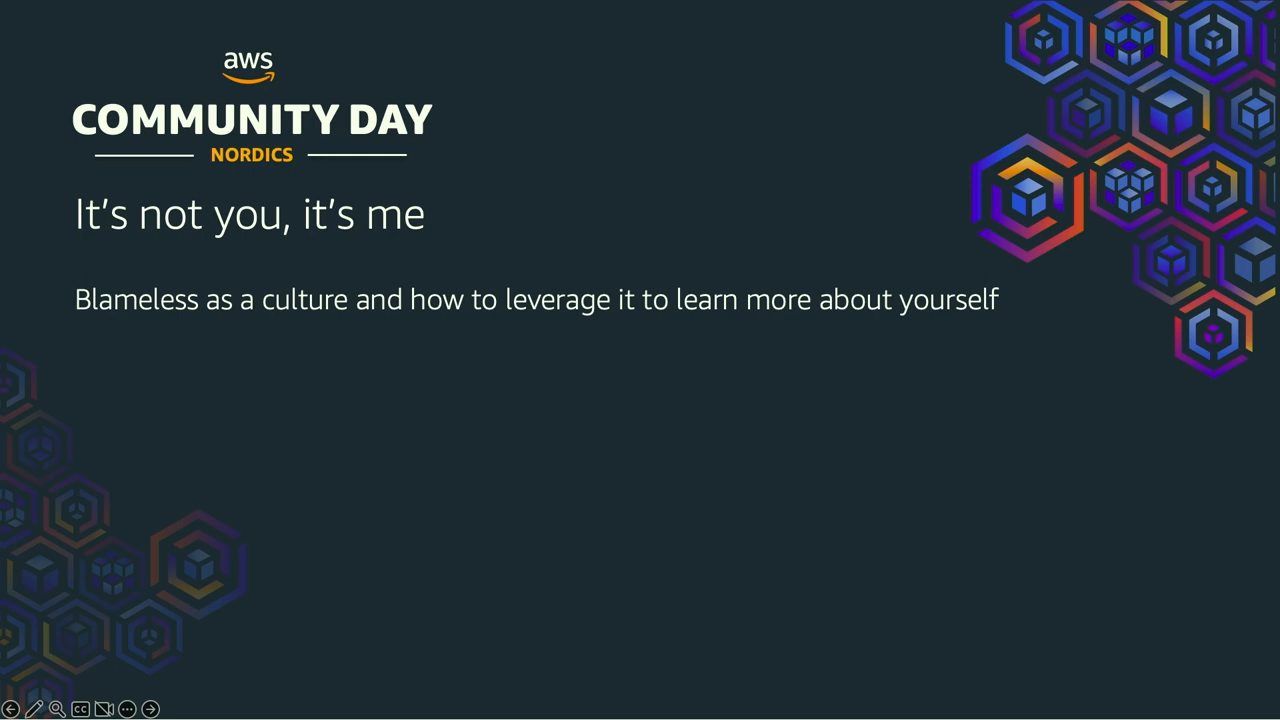 aws
COMMUNITY DAY
NORDICS
It’s not you, it’s me
Blameless as a culture and how to leverage it to learn more about yourself
CC